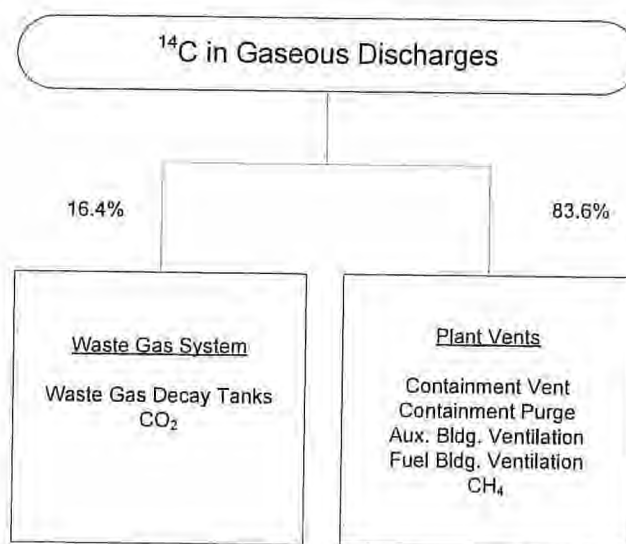 ¹⁴C in Gaseous Discharges
16.4%
83.6%
Waste Gas System
Waste Gas Decay Tanks
CO₂
Plant Vents
Containment Vent
Containment Purge
Aux. Bldg. Ventilation
Fuel Bldg. Ventilation
CH₄